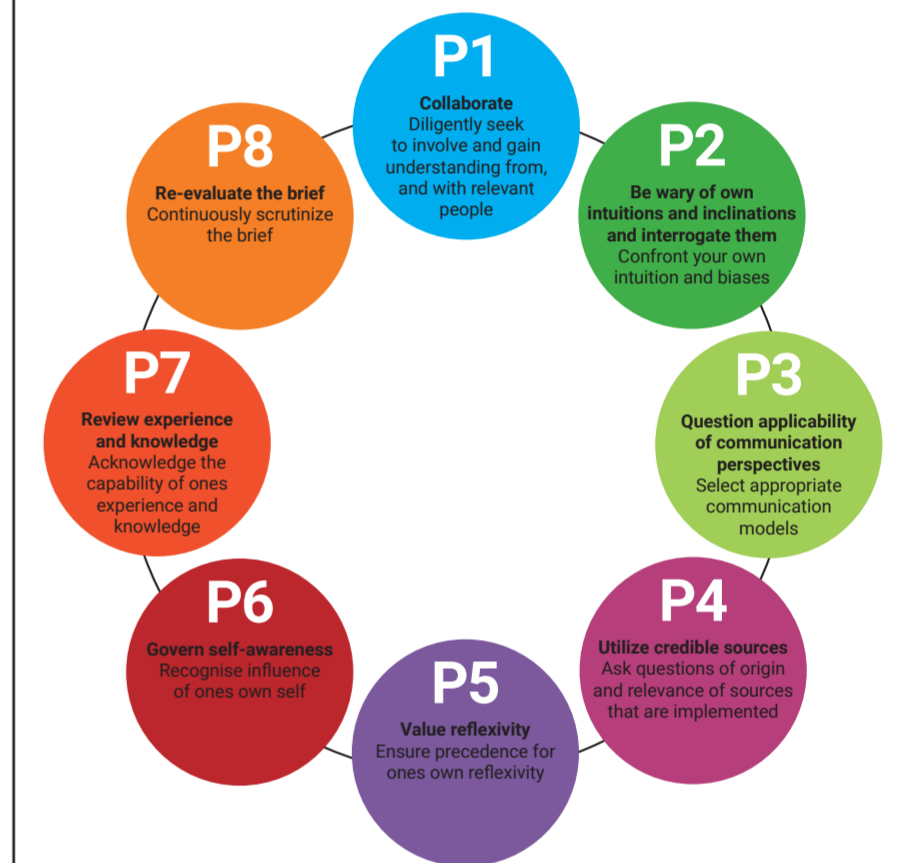 P1
Collaborate
Diligently seek
to involve and gain
understanding from,
and with relevant
people
P2
Be wary of own
intuitions and inclinations
and interrogate them
Confront your own
intuition and biases
P3
Question applicability
of communication
perspectives
Select appropriate
communication
models
P4
Utilize credible sources
Ask questions of origin
and relevance of sources
that are implemented
P5
Value reflexivity
Ensure precedence for
ones own reflexivity
P6
Govern self-awareness
Recognise influence
of ones own self
P7
Review experience
and knowledge
Acknowledge the
capability of ones
experience and
knowledge
P8
Re-evaluate the brief
Continuously scrutinize
the brief